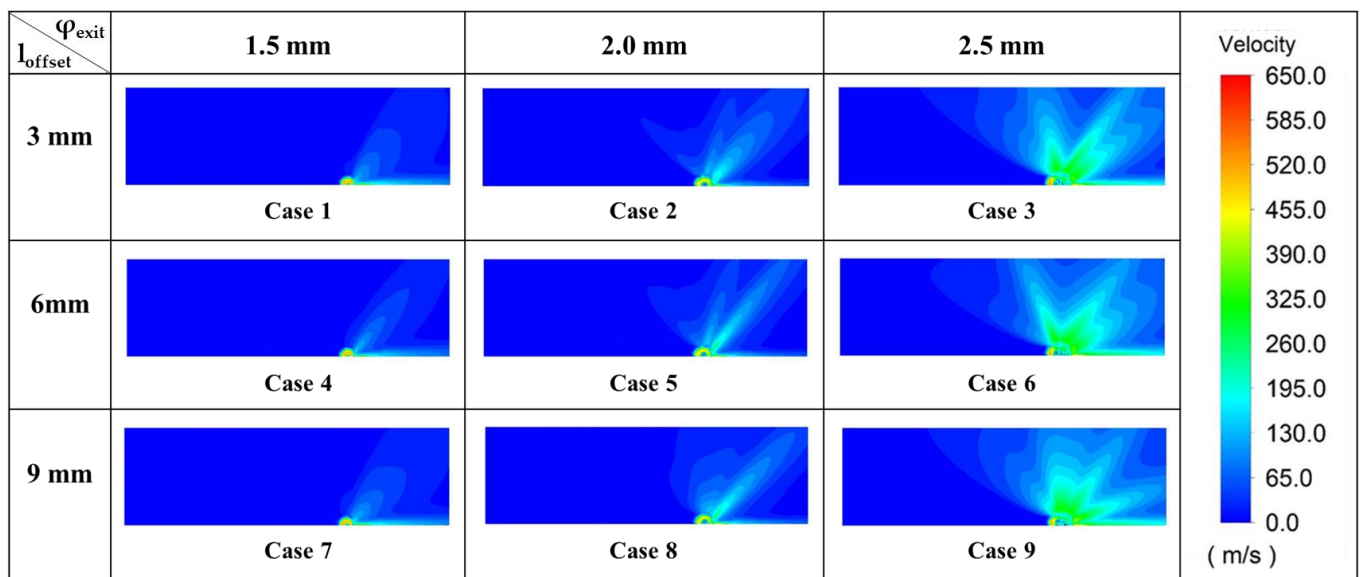 φexit
loffset
1.5 mm
2.0 mm
2.5 mm
3 mm
Case 1
Case 2
Case 3
6mm
Case 4
Case 5
Case 6
9 mm
Case 7
Case 8
Case 9
Velocity
650.0
585.0
520.0
455.0
390.0
325.0
260.0
195.0
130.0
65.0
0.0
( m/s )